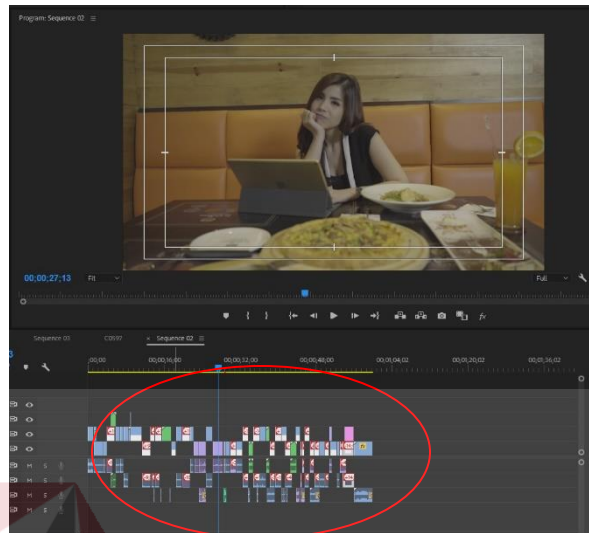 Program: Sequence 02
00;00;27;13
Fit
Full
Sequence 03
C0097
× Sequence 02
;00;00
00;00;16;00
00;00;32;00
00;00;48;00
00;01;04;02
00;01;20;02
00;01;36;02
M S
M S
M S